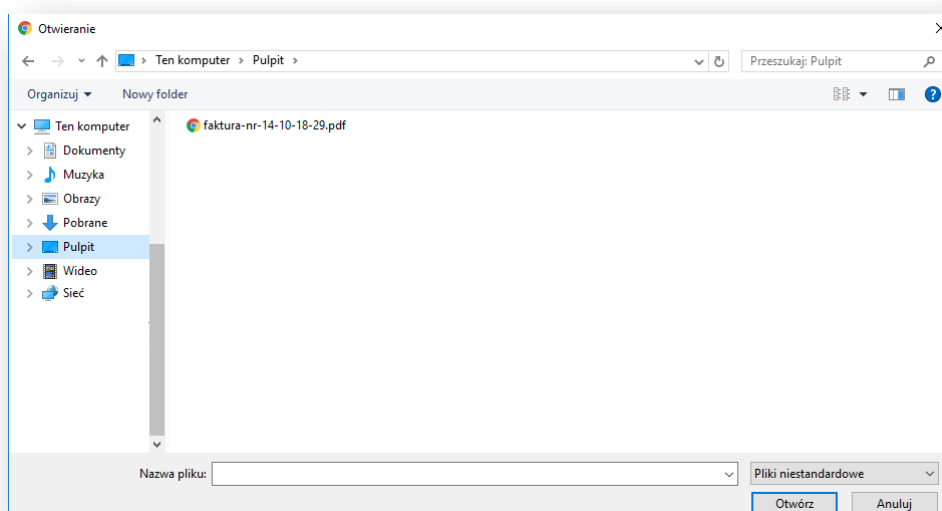 Otwieranie
Ten komputer > Pulpit >
Przeszukaj: Pulpit
Organizuj
Nowy folder
Ten komputer
faktura-nr-14-10-18-29.pdf
Dokumenty
Muzyka
Obrazy
Pobrane
Pulpit
Wideo
Sieć
Nazwa pliku:
Pliki niestandardowe
Otwórz
Anuluj